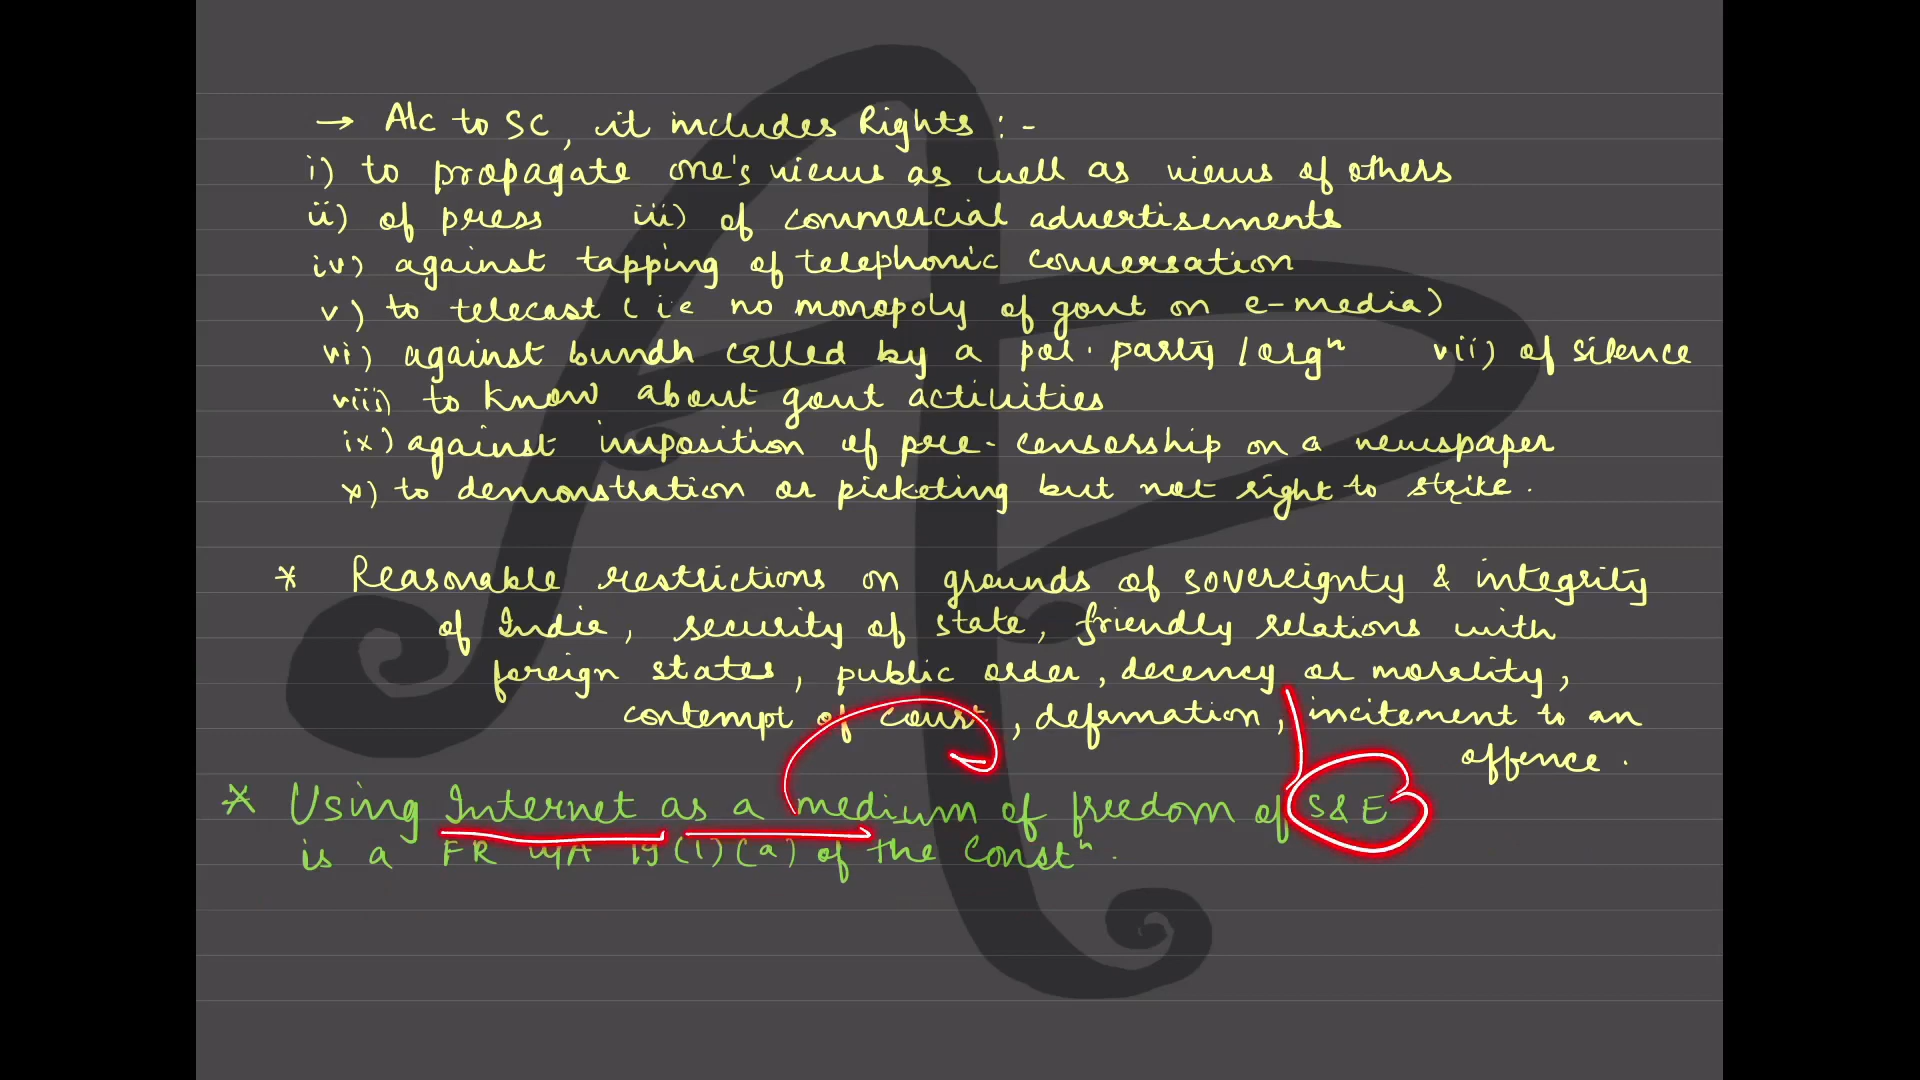 → A/c to SC, it includes Rights :-
i) to propagate one's views as well as views of others
ii) of press iii) of commercial advertisements
iv) against tapping of telephonic conversation
v) to telecast (ie no monopoly of govt on e-media)
vi) against bundh called by a pol. party / orgⁿ vii) of silence
viii) to know about govt activities
ix) against imposition of pre-censorship on a newspaper
x) to demonstration or picketing but not right to strike.
* Reasonable restrictions on grounds of sovereignty & integrity
of India, security of state, friendly relations with
foreign states, public order, decency or morality,
contempt of court, defamation, incitement to an
offence.
* Using Internet as a medium of freedom of S&E
is a FR u/A 19(1)(a) of the Constⁿ.